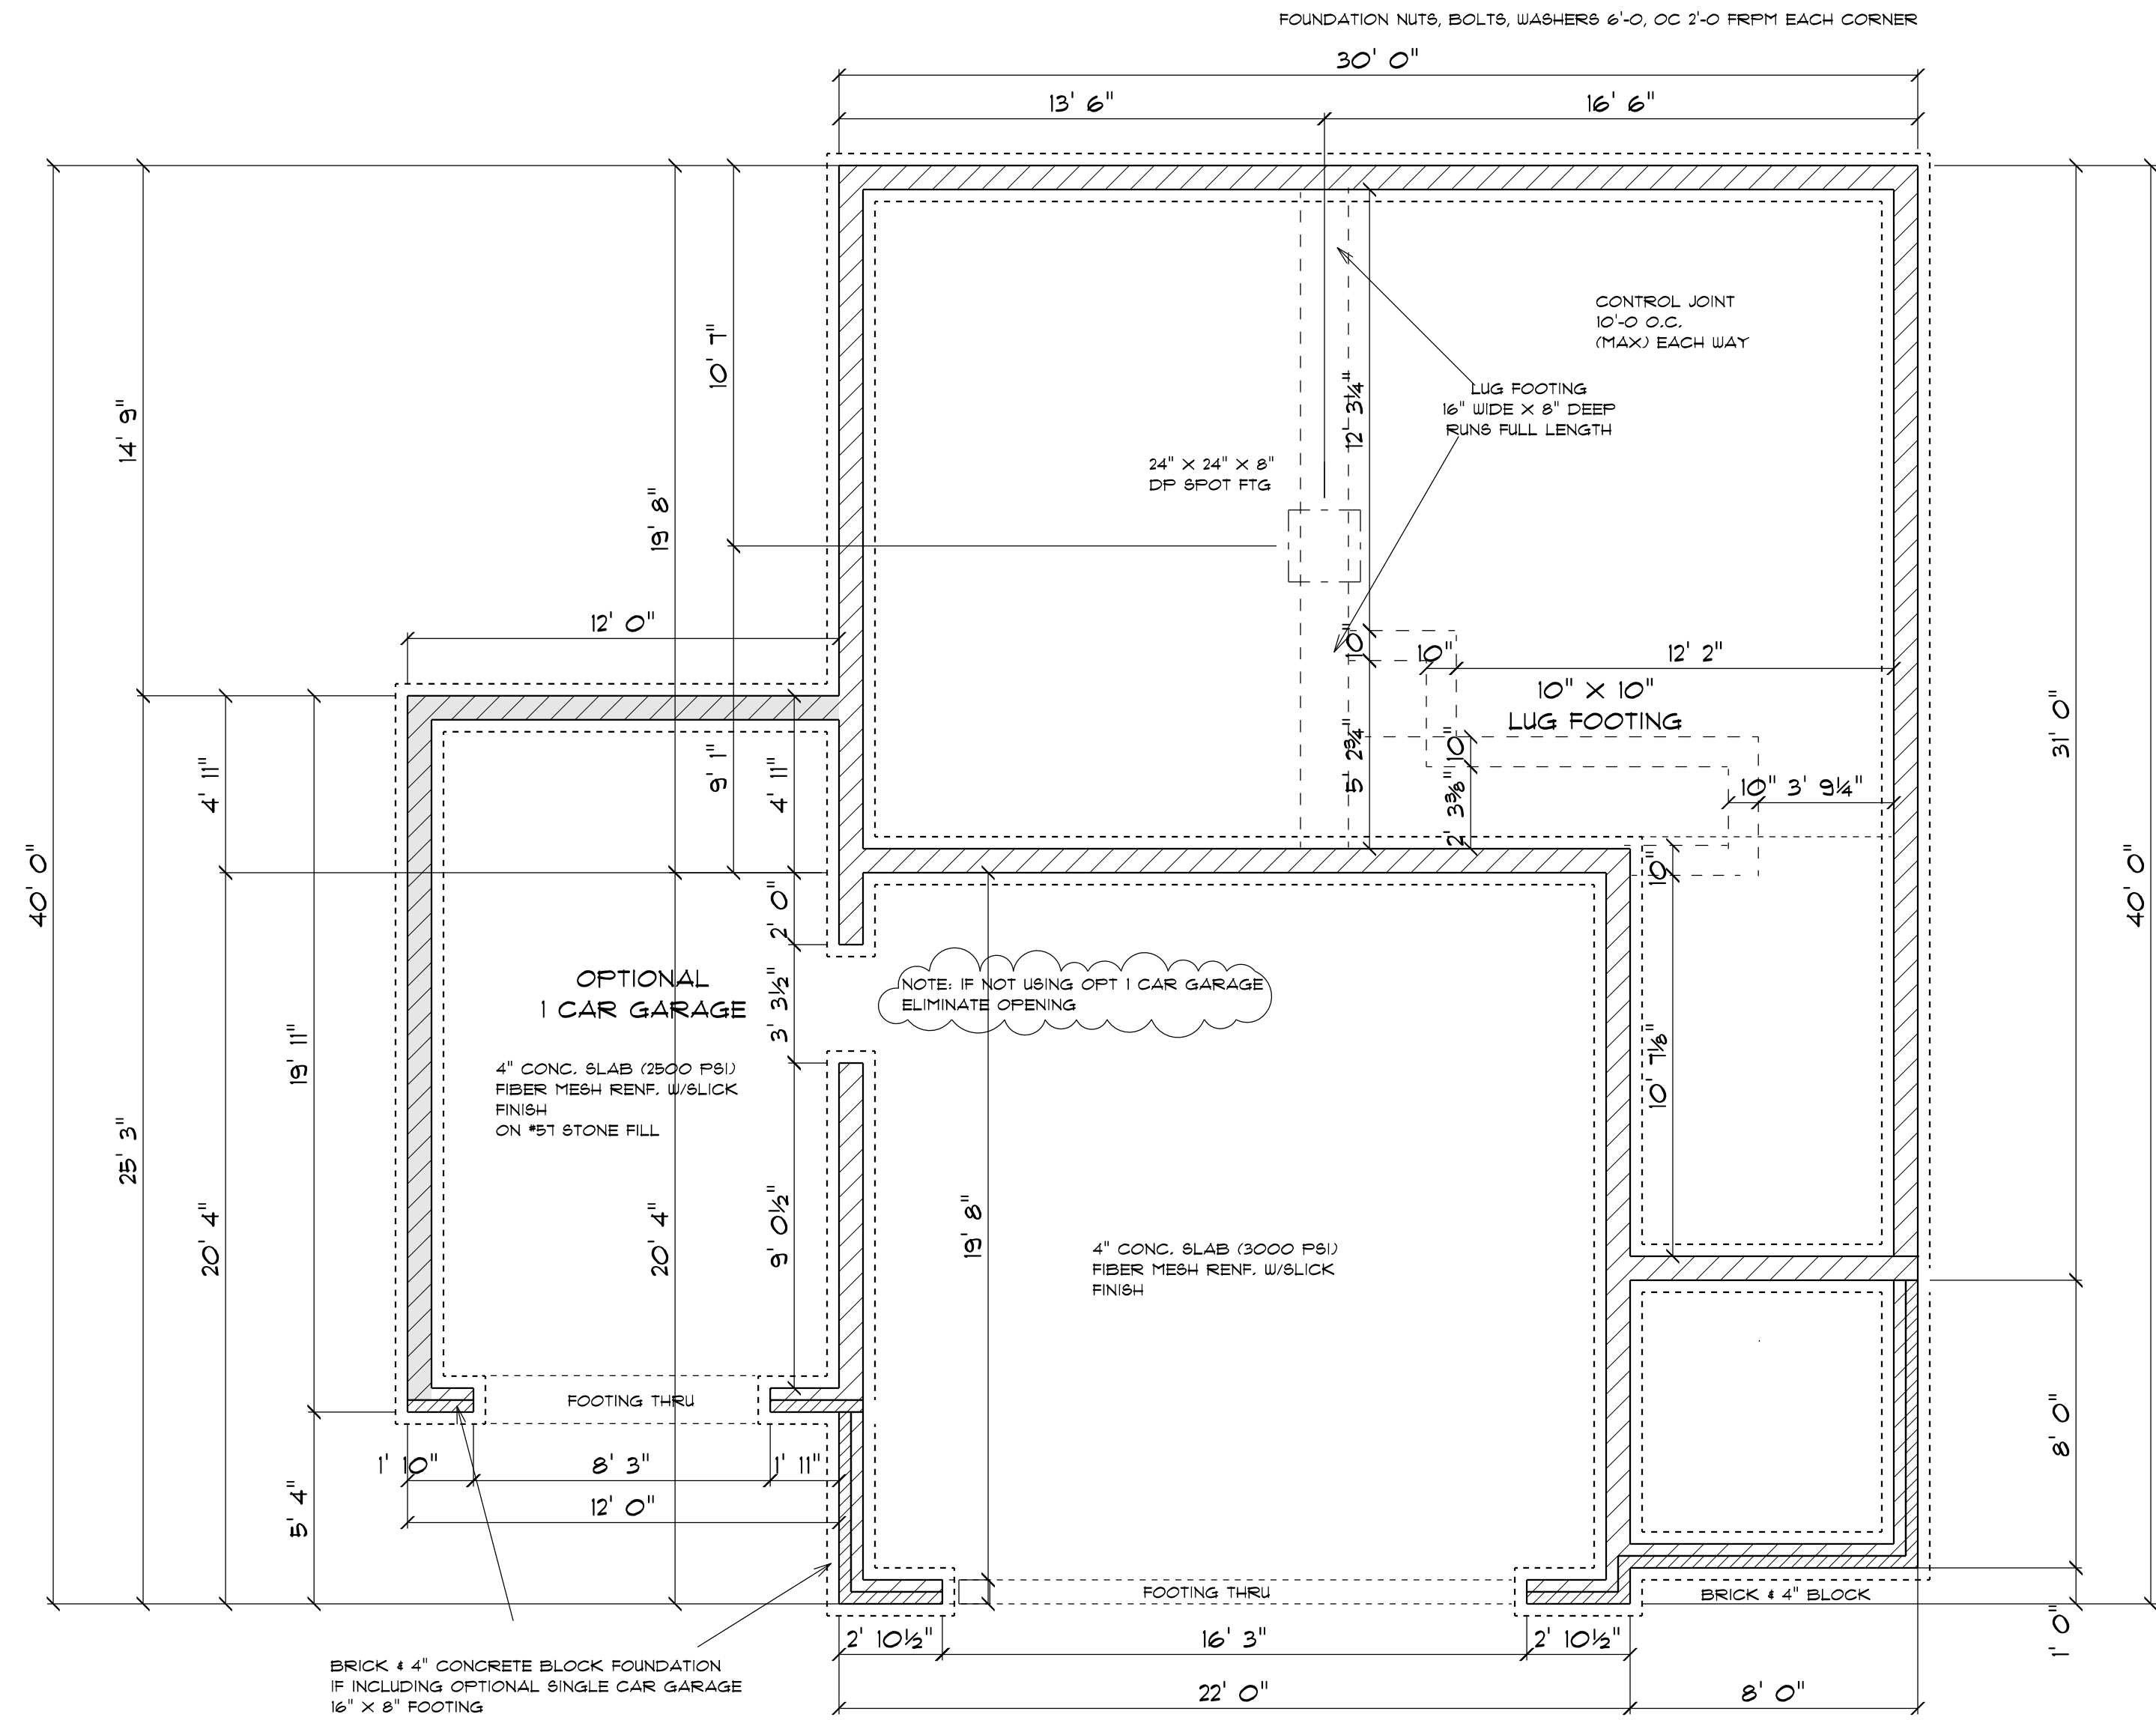 FOUNDATION NUTS, BOLTS, WASHERS 6'-0, OC 2'-0 FRPM EACH CORNER
30' 0"
13' 6"
16' 6"
CONTROL JOINT
10'-0 O.C.
(MAX) EACH WAY
LUG FOOTING
16" WIDE X 8" DEEP
RUNS FULL LENGTH
24" X 24" X 8"
DP SPOT FTG
14' 9"
10' 7"
19' 8"
12' 3¼"
12' 0"
10"
10"
12' 2"
10" X 10"
LUG FOOTING
31' 0"
4' 11"
9' 1"
4' 11"
5' 2¾"
10"
2' 3⅜"
10" 3' 9¼"
10"
40' 0"
40' 0"
2' 0"
OPTIONAL
1 CAR GARAGE
3' 3½"
NOTE: IF NOT USING OPT 1 CAR GARAGE
ELIMINATE OPENING
4" CONC. SLAB (2500 PSI)
FIBER MESH RENF. W/SLICK
FINISH
ON #57 STONE FILL
19' 11"
10' 7⅛"
25' 3"
20' 4"
20' 4"
9' 0½"
19' 8"
4" CONC. SLAB (3000 PSI)
FIBER MESH RENF. W/SLICK
FINISH
FOOTING THRU
8' 0"
1' 10"
8' 3"
1' 11"
12' 0"
5' 4"
FOOTING THRU
BRICK & 4" BLOCK
1' 0"
2' 10½"
16' 3"
2' 10½"
BRICK & 4" CONCRETE BLOCK FOUNDATION
IF INCLUDING OPTIONAL SINGLE CAR GARAGE
16" X 8" FOOTING
22' 0"
8' 0"